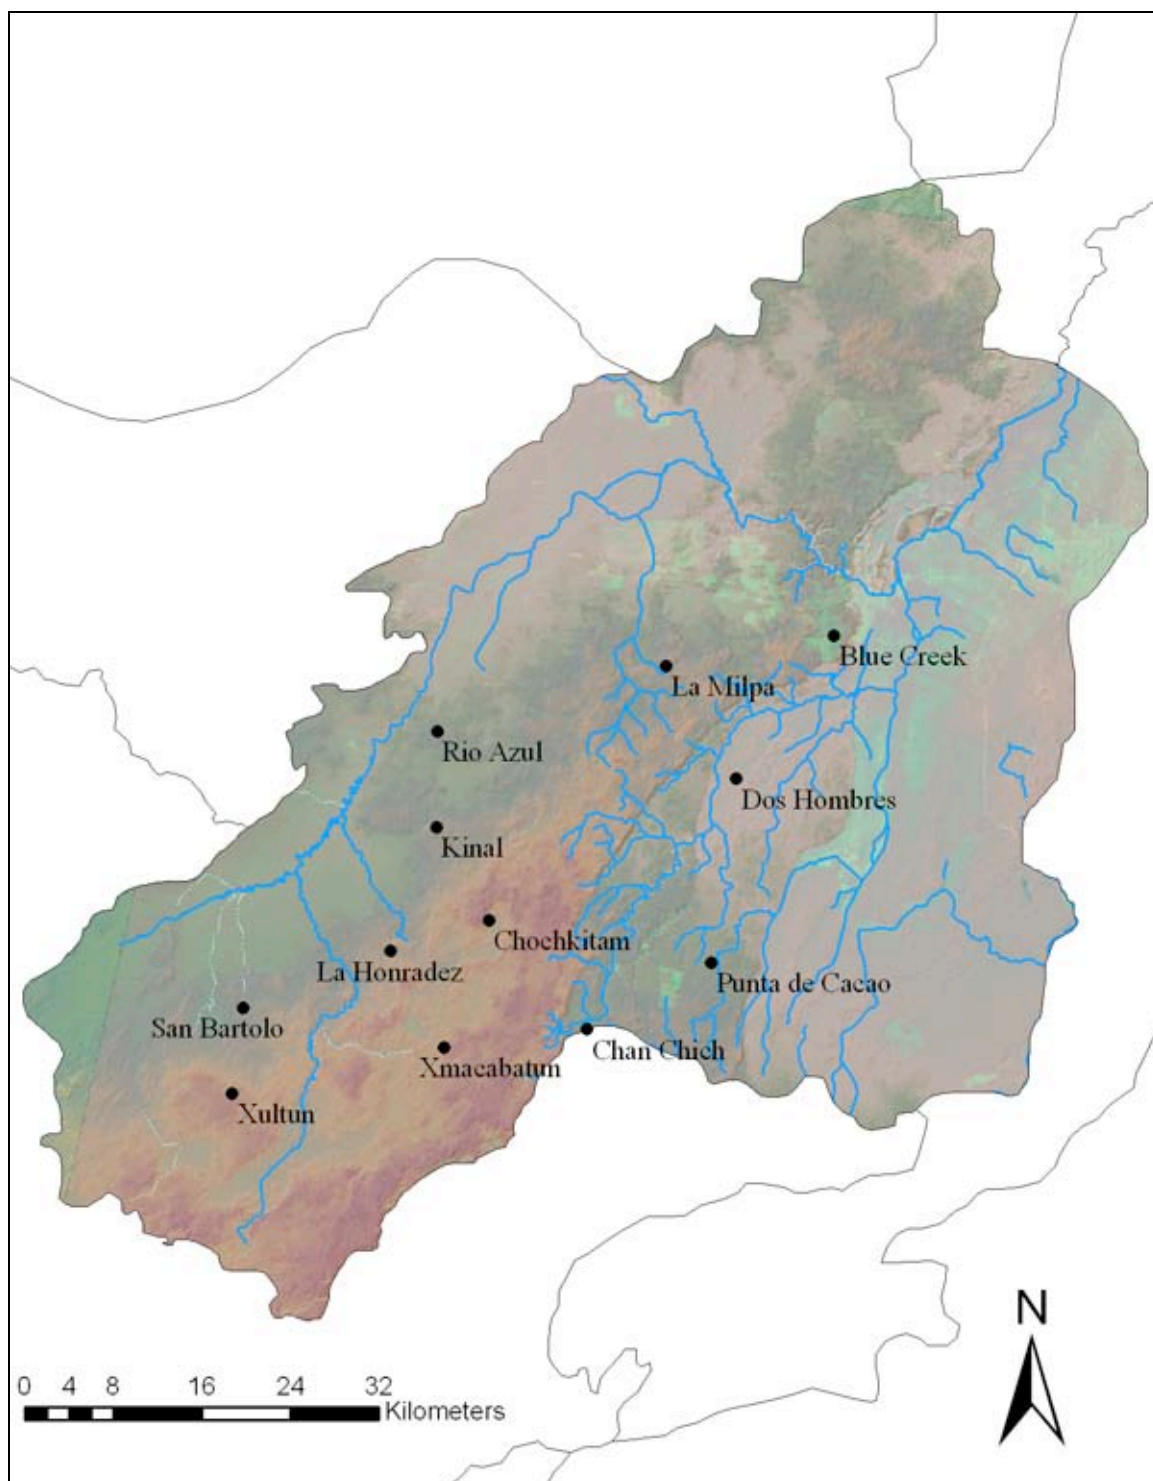 Blue Creek
La Milpa
Rio Azul
Dos Hombres
Kinal
Chochkitam
La Honradez
Punta de Cacao
San Bartolo
Chan Chich
Xmacabatun
Xultun
N
0 4 8 16 24 32
Kilometers